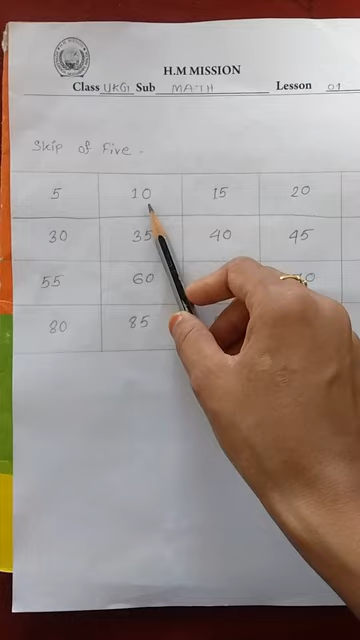 H.M MISSION
Class UKG Sub MATH Lesson 01
Skip of Five.
5 10 15 20
30 35 40 45
55 60
80 85